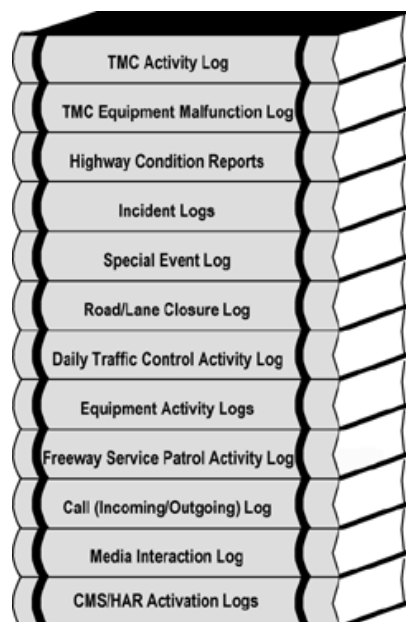 TMC Activity Log
TMC Equipment Malfunction Log
Highway Condition Reports
Incident Logs
Special Event Log
Road/Lane Closure Log
Daily Traffic Control Activity Log
Equipment Activity Logs
Freeway Service Patrol Activity Log
Call (Incoming/Outgoing) Log
Media Interaction Log
CMS/HAR Activation Logs